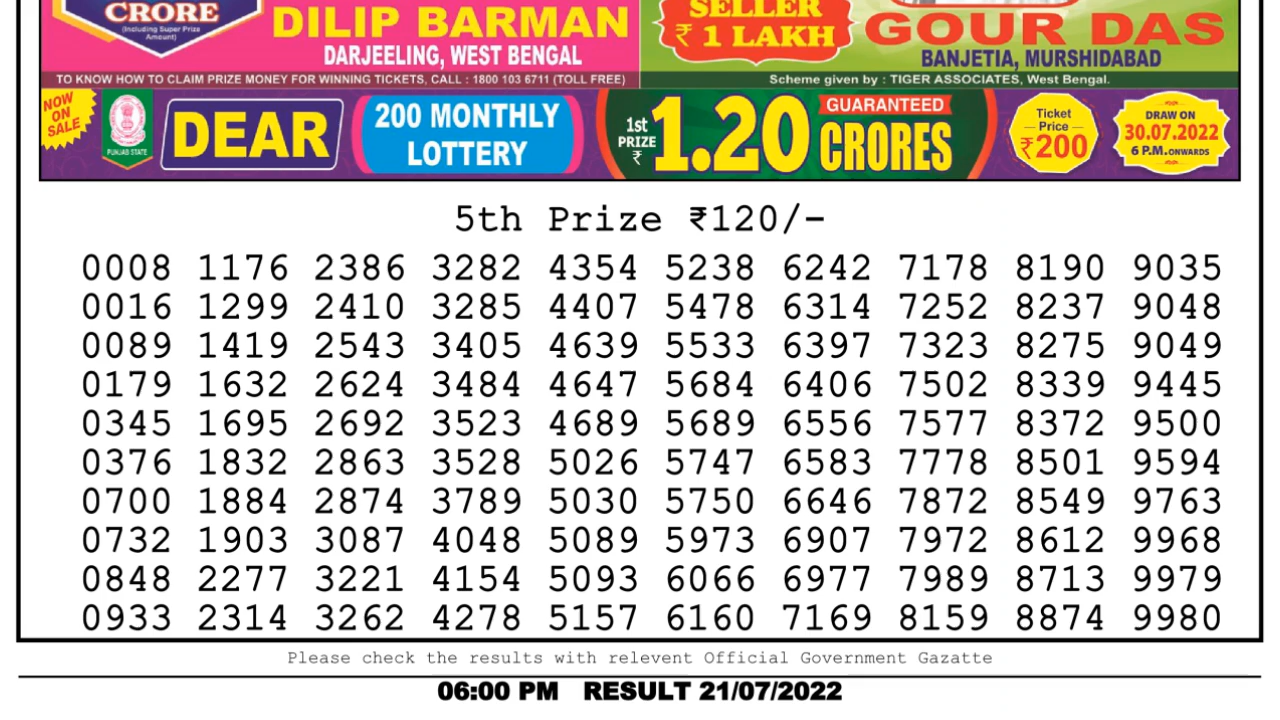 CRORE
(Including Super Prize
Amount)
DILIP BARMAN
DARJEELING, WEST BENGAL
SELLER
₹ 1 LAKH
GOUR DAS
BANJETIA, MURSHIDABAD
TO KNOW HOW TO CLAIM PRIZE MONEY FOR WINNING TICKETS, CALL : 1800 103 6711 (TOLL FREE)
Scheme given by : TIGER ASSOCIATES, West Bengal.
NOW
ON
SALE
PUNJAB STATE
DEAR
200 MONTHLY
LOTTERY
1st
PRIZE
₹
1.20
GUARANTEED
CRORES
Ticket
Price
₹200
DRAW ON
30.07.2022
6 P.M. ONWARDS
5th Prize ₹120/-
0008 1176 2386 3282 4354 5238 6242 7178 8190 9035
0016 1299 2410 3285 4407 5478 6314 7252 8237 9048
0089 1419 2543 3405 4639 5533 6397 7323 8275 9049
0179 1632 2624 3484 4647 5684 6406 7502 8339 9445
0345 1695 2692 3523 4689 5689 6556 7577 8372 9500
0376 1832 2863 3528 5026 5747 6583 7778 8501 9594
0700 1884 2874 3789 5030 5750 6646 7872 8549 9763
0732 1903 3087 4048 5089 5973 6907 7972 8612 9968
0848 2277 3221 4154 5093 6066 6977 7989 8713 9979
0933 2314 3262 4278 5157 6160 7169 8159 8874 9980
Please check the results with relevent Official Government Gazatte
06:00 PM RESULT 21/07/2022